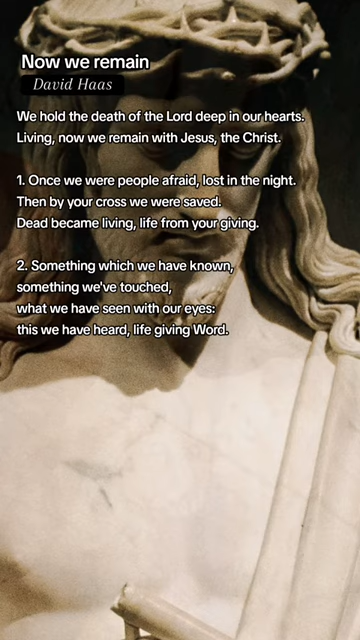 Now we remain
David Haas
We hold the death of the Lord deep in our hearts.
Living, now we remain with Jesus, the Christ.
1. Once we were people afraid, lost in the night.
Then by your cross we were saved.
Dead became living, life from your giving.
2. Something which we have known,
something we've touched,
what we have seen with our eyes:
this we have heard, life giving Word.